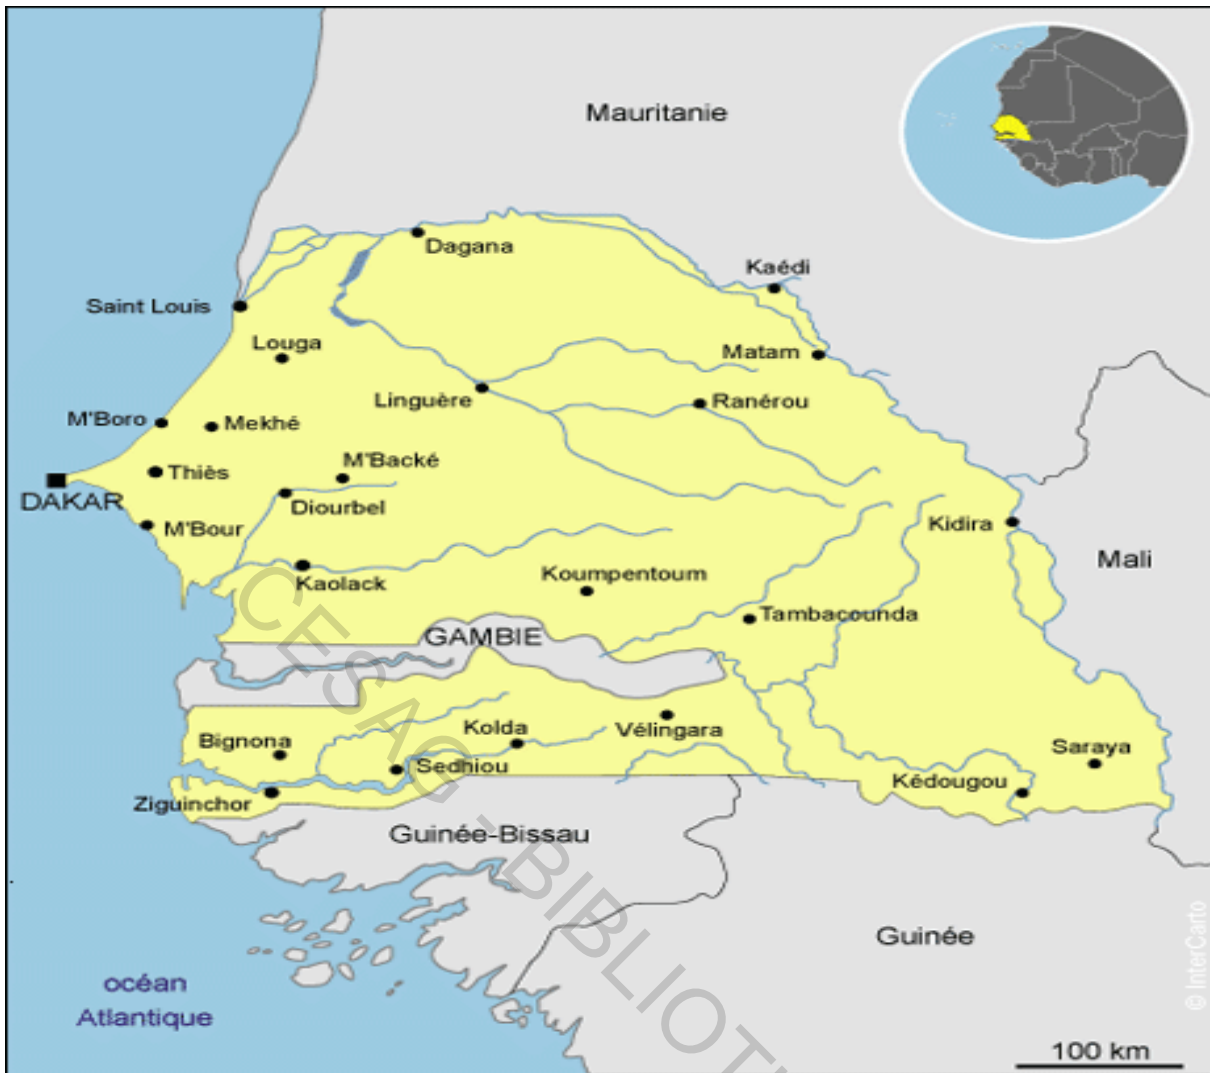 Mauritanie
Dagana
Kaédi
Saint Louis
Louga
Matam
Linguère
Ranérou
M'Boro
Mekhé
M'Backé
Thiès
DAKAR
Diourbel
M'Bour
Kidira
Mali
Kaolack
Koumpentoum
Tambacounda
GAMBIE
Kolda
Vélingara
Bignona
Sedhiou
Saraya
Kédougou
Ziguinchor
Guinée-Bissau
Guinée
océan
Atlantique
100 km
© InterCarto
CESAG - BIBLIOT